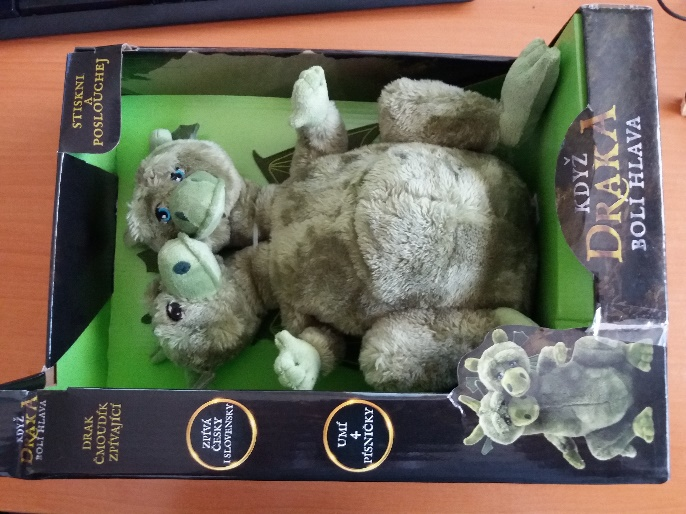 STISKNI
A
POSLOUCHEJ
KDYŽ
DRAKA
BOLÍ HLAVA
KDYŽ
DRAKA
BOLÍ HLAVA
DRAK
ČMOUDÍK
ZPÍVAJÍCÍ
ZPÍVÁ
ČESKY
I SLOVENSKY
UMÍ
4
PÍSNIČKY